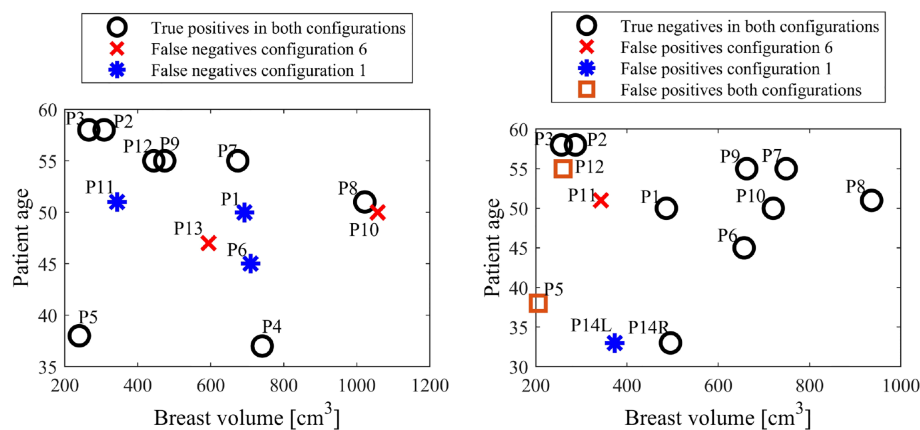 True positives in both configurations
False negatives configuration 6
False negatives configuration 1
60
55
50
45
40
35
200
400
600
800
1000
1200
P3
P2
P12
P9
P7
P11
P1
P8
P13
P10
P6
P5
P4
Patient age
Breast volume [cm3]
True negatives in both configurations
False positives configuration 6
False positives configuration 1
False positives both configurations
60
55
50
45
40
35
30
200
400
600
800
1000
P3
P2
P12
P9
P7
P11
P1
P10
P8
P6
P5
P14L
P14R
Patient age
Breast volume [cm3]